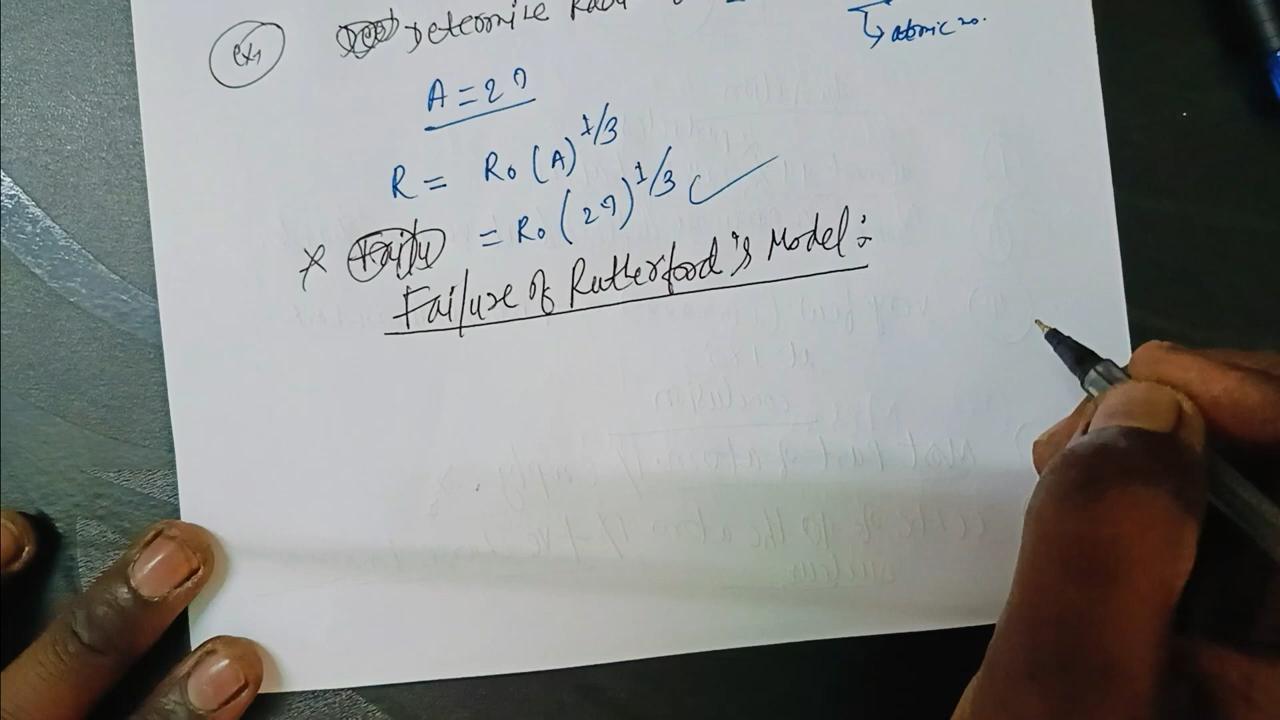 Ex1 Determine
atomic no.
A = 27
R = R0 (A)^1/3
= R0 (27)^1/3 ✓
×
Failure of Rutherford's Model :-